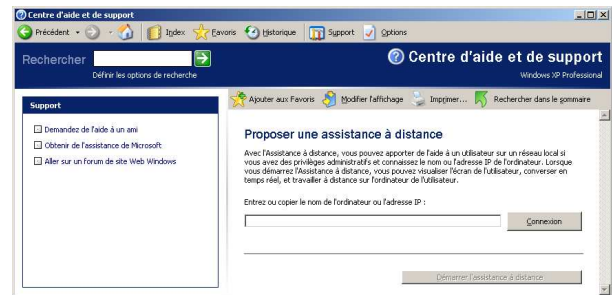 Centre d'aide et de support
Précédent Index Favoris Historique Support Options
Rechercher
Définir les options de recherche
Centre d'aide et de support
Windows XP Professional
Support
Demandez de l'aide à un ami
Obtenir de l'assistance de Microsoft
Aller sur un forum de site Web Windows
Ajouter aux Favoris Modifier l'affichage Imprimer... Rechercher dans le sommaire
Proposer une assistance à distance
Avec l'Assistance à distance, vous pouvez apporter de l'aide à un utilisateur sur un réseau local si
vous avez des privilèges administratifs et connaissez le nom ou l'adresse IP de l'ordinateur. Lorsque
vous démarrez l'Assistance à distance, vous pouvez visualiser l'écran de l'utilisateur, converser en
temps réel, et travailler à distance sur l'ordinateur de l'utilisateur.
Entrez ou copier le nom de l'ordinateur ou l'adresse IP :
Connexion
Démarrer l'assistance à distance